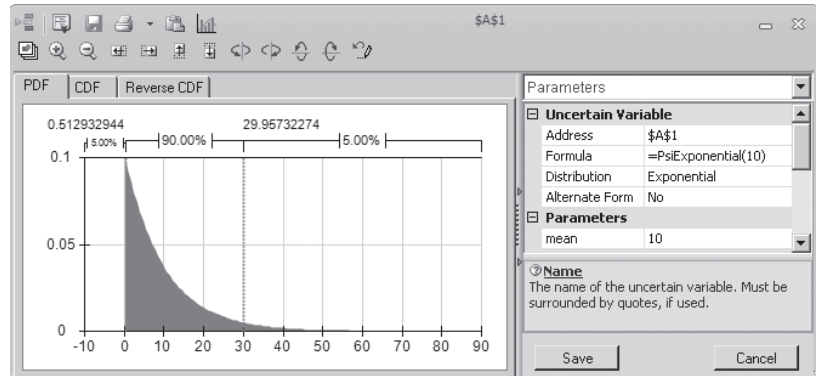 $A$1
PDF CDF Reverse CDF
0.512932944 29.95732274
5.00% 90.00% 5.00%
0.1
0.05
0
-10 0 10 20 30 40 50 60 70 80 90
Parameters
Uncertain Variable
Address $A$1
Formula =PsiExponential(10)
Distribution Exponential
Alternate Form No
Parameters
mean 10
Name
The name of the uncertain variable. Must be
surrounded by quotes, if used.
Save Cancel